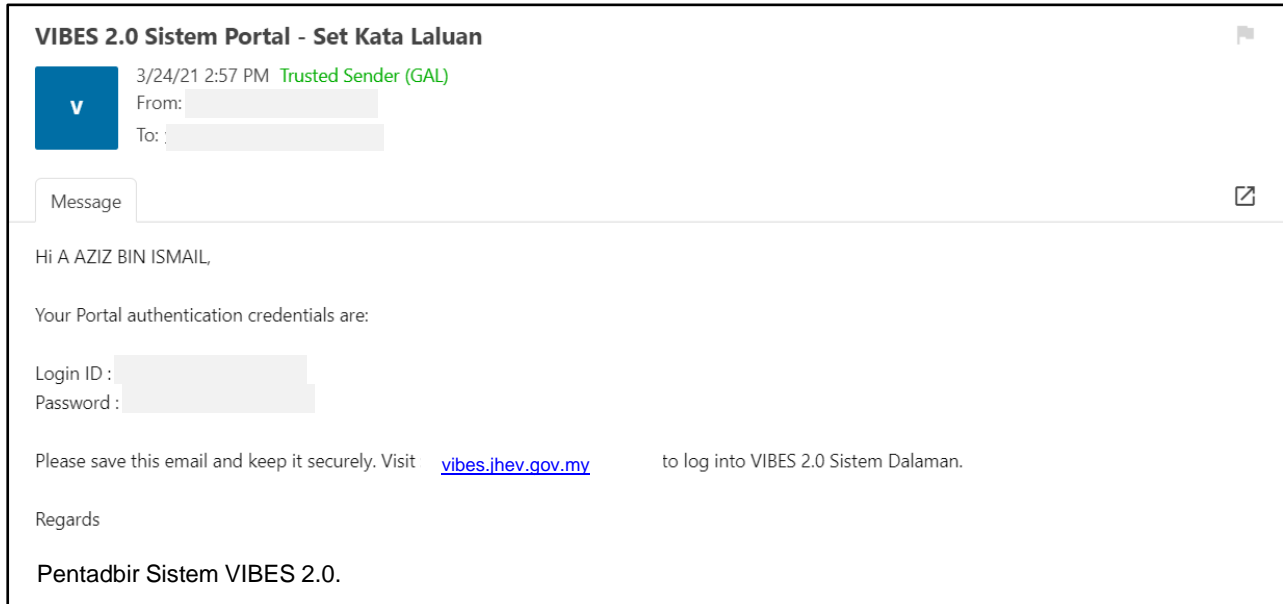 VIBES 2.0 Sistem Portal - Set Kata Laluan
v
3/24/21 2:57 PM Trusted Sender (GAL)
From:
To: :
Message
Hi A AZIZ BIN ISMAIL,
Your Portal authentication credentials are:
Login ID :
Password :
Please save this email and keep it securely. Visit vibes.jhev.gov.my to log into VIBES 2.0 Sistem Dalaman.
Regards
Pentadbir Sistem VIBES 2.0.